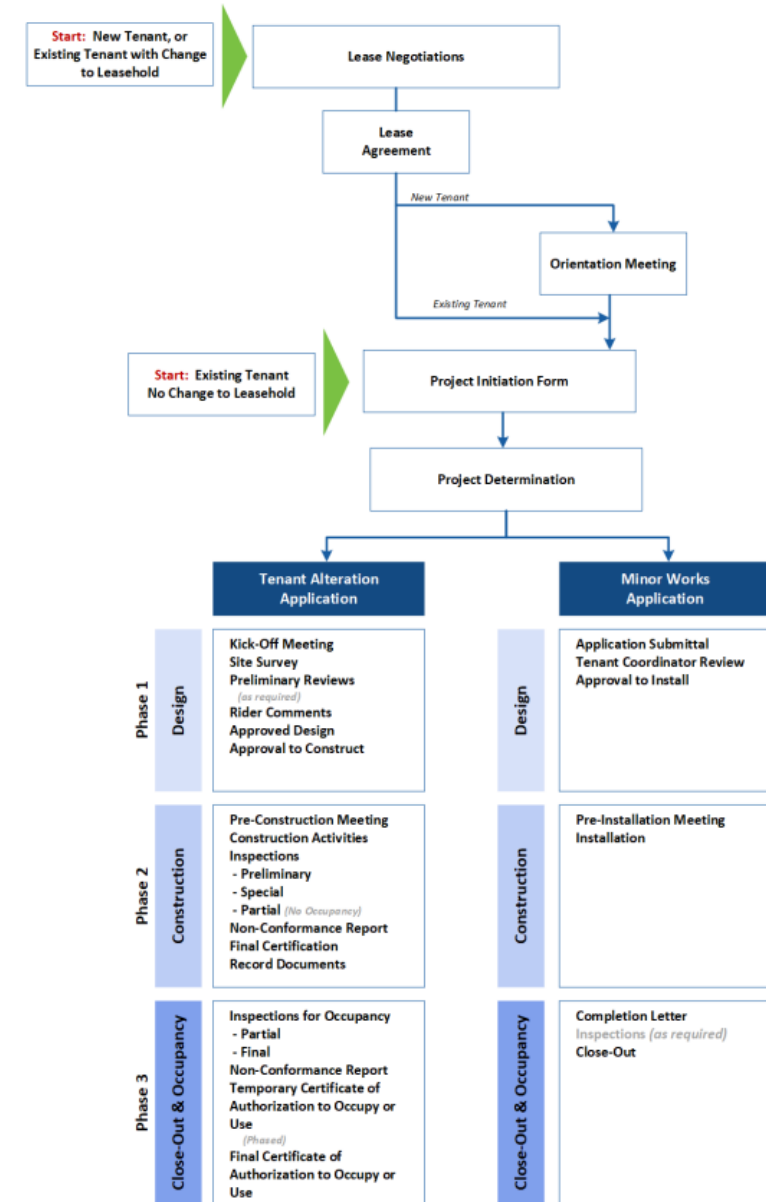 Start: New Tenant, or
Existing Tenant with Change
to Leasehold
Lease Negotiations
Lease
Agreement
New Tenant
Orientation Meeting
Existing Tenant
Start: Existing Tenant
No Change to Leasehold
Project Initiation Form
Project Determination
Tenant Alteration
Application
Minor Works
Application
Phase 1
Design
Kick-Off Meeting
Site Survey
Preliminary Reviews
(as required)
Rider Comments
Approved Design
Approval to Construct
Design
Application Submittal
Tenant Coordinator Review
Approval to Install
Phase 2
Construction
Pre-Construction Meeting
Construction Activities
Inspections
- Preliminary
- Special
- Partial (No Occupancy)
Non-Conformance Report
Final Certification
Record Documents
Construction
Pre-Installation Meeting
Installation
Phase 3
Close-Out & Occupancy
Inspections for Occupancy
- Partial
- Final
Non-Conformance Report
Temporary Certificate of
Authorization to Occupy or
Use
(Phased)
Final Certificate of
Authorization to Occupy or
Use
Close-Out & Occupancy
Completion Letter
Inspections (as required)
Close-Out